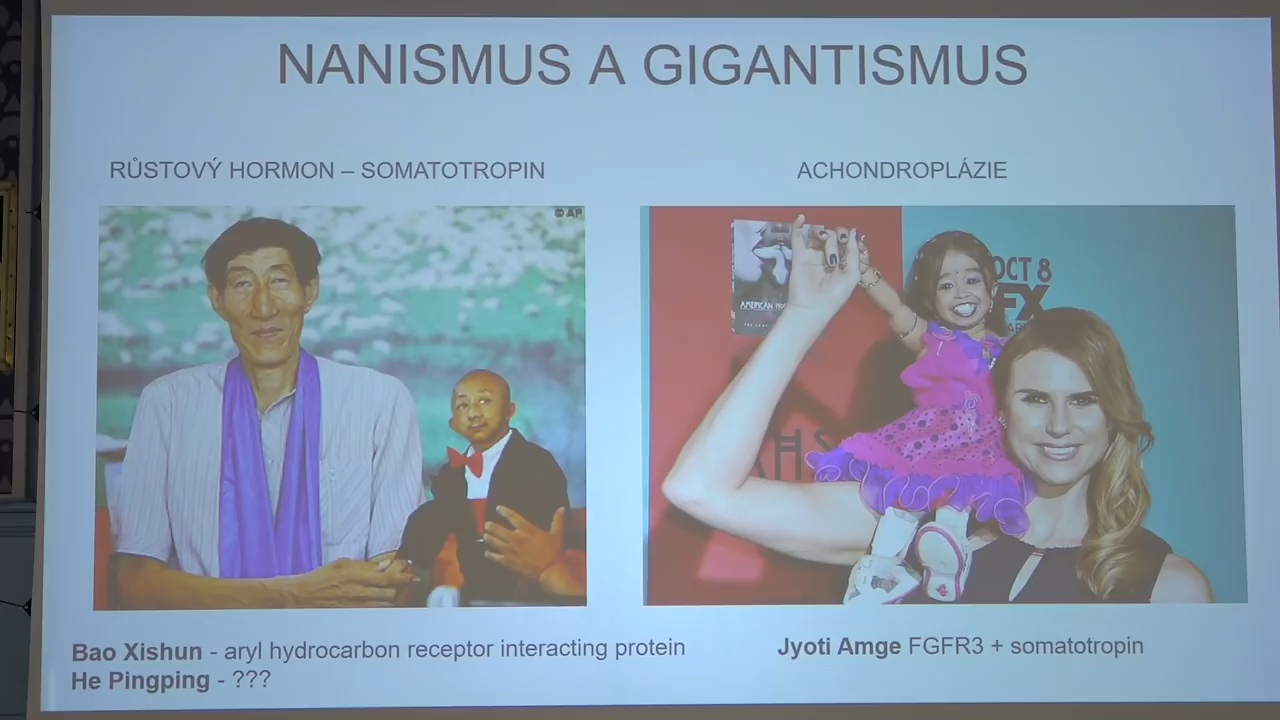 NANISMUS A GIGANTISMUS
RŮSTOVÝ HORMON – SOMATOTROPIN
ACHONDROPLÁZIE
© AP
OCT 8
FX
AMERICAN
AHS
Bao Xishun - aryl hydrocarbon receptor interacting protein
He Pingping - ???
Jyoti Amge FGFR3 + somatotropin